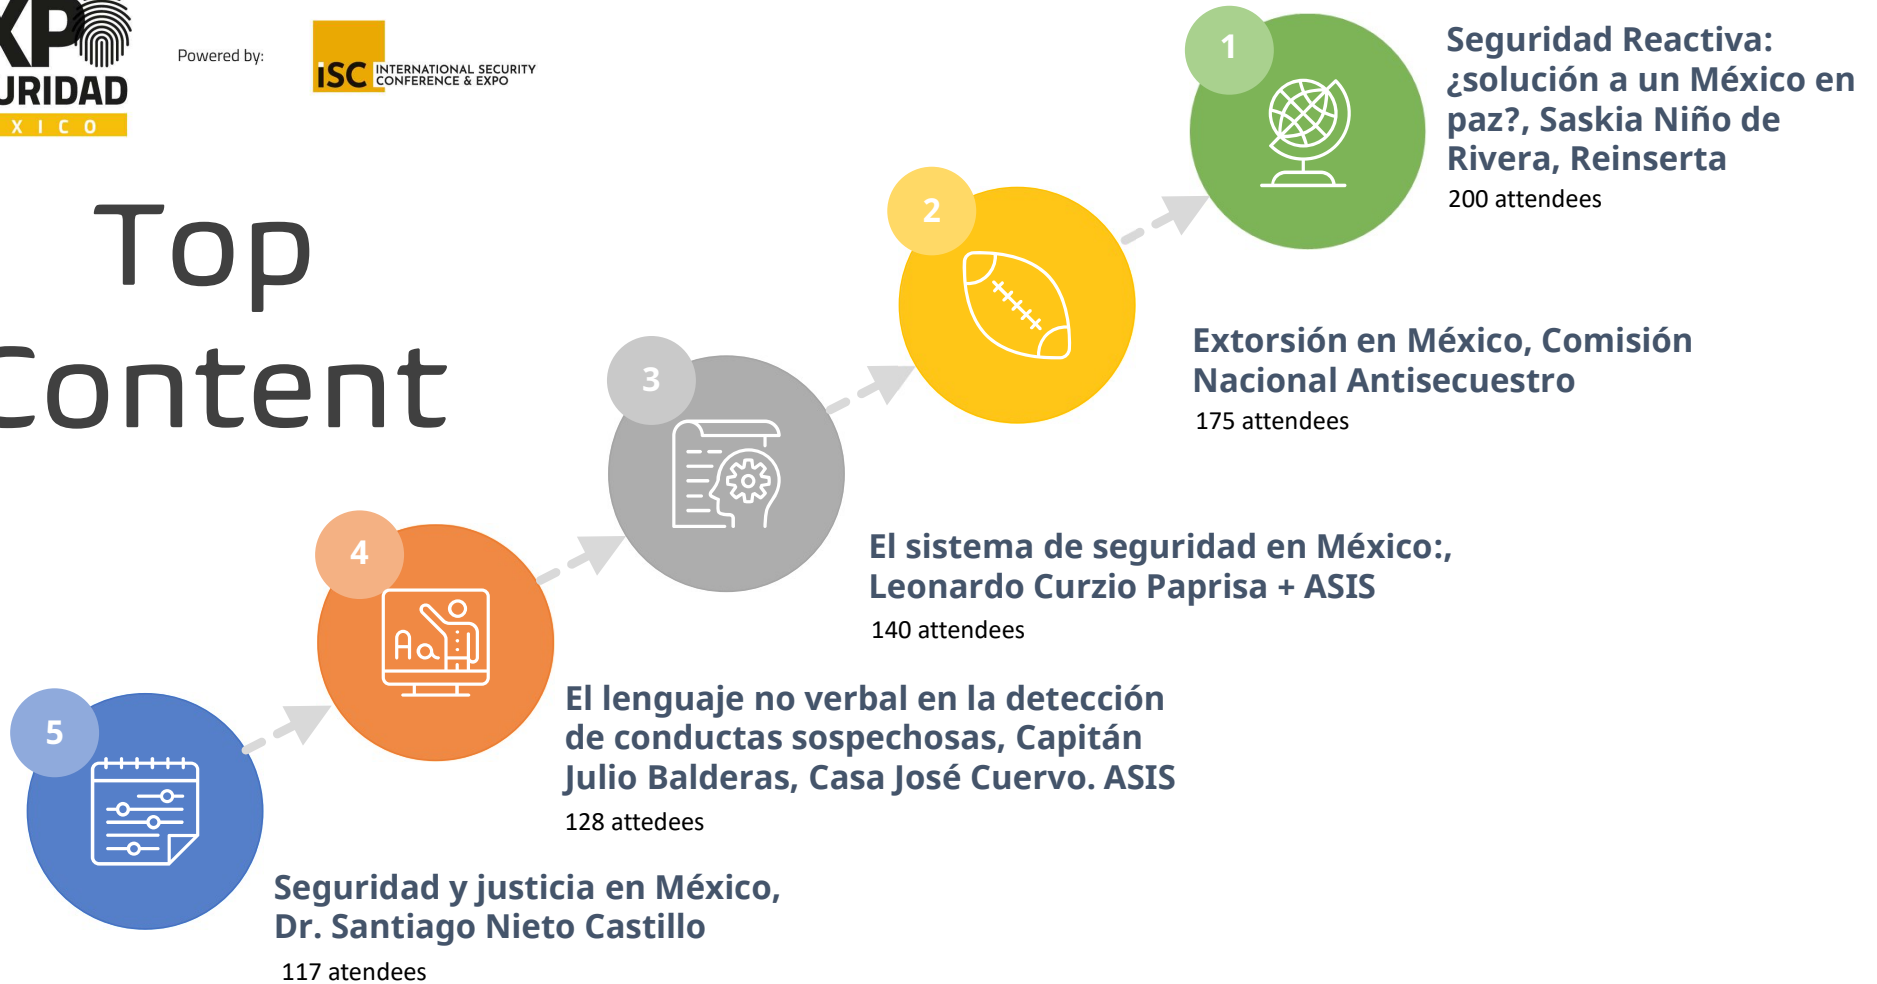 XPO
URIDAD
XICO
Powered by:
ISC INTERNATIONAL SECURITY
CONFERENCE & EXPO
Top
Content
1
Seguridad Reactiva:
¿solución a un México en
paz?, Saskia Niño de
Rivera, Reinserta
200 attendees
2
Extorsión en México, Comisión
Nacional Antisecuestro
175 attendees
3
El sistema de seguridad en México:,
Leonardo Curzio Paprisa + ASIS
140 attendees
4
Aa
El lenguaje no verbal en la detección
de conductas sospechosas, Capitán
Julio Balderas, Casa José Cuervo. ASIS
128 attedees
5
Seguridad y justicia en México,
Dr. Santiago Nieto Castillo
117 atendees